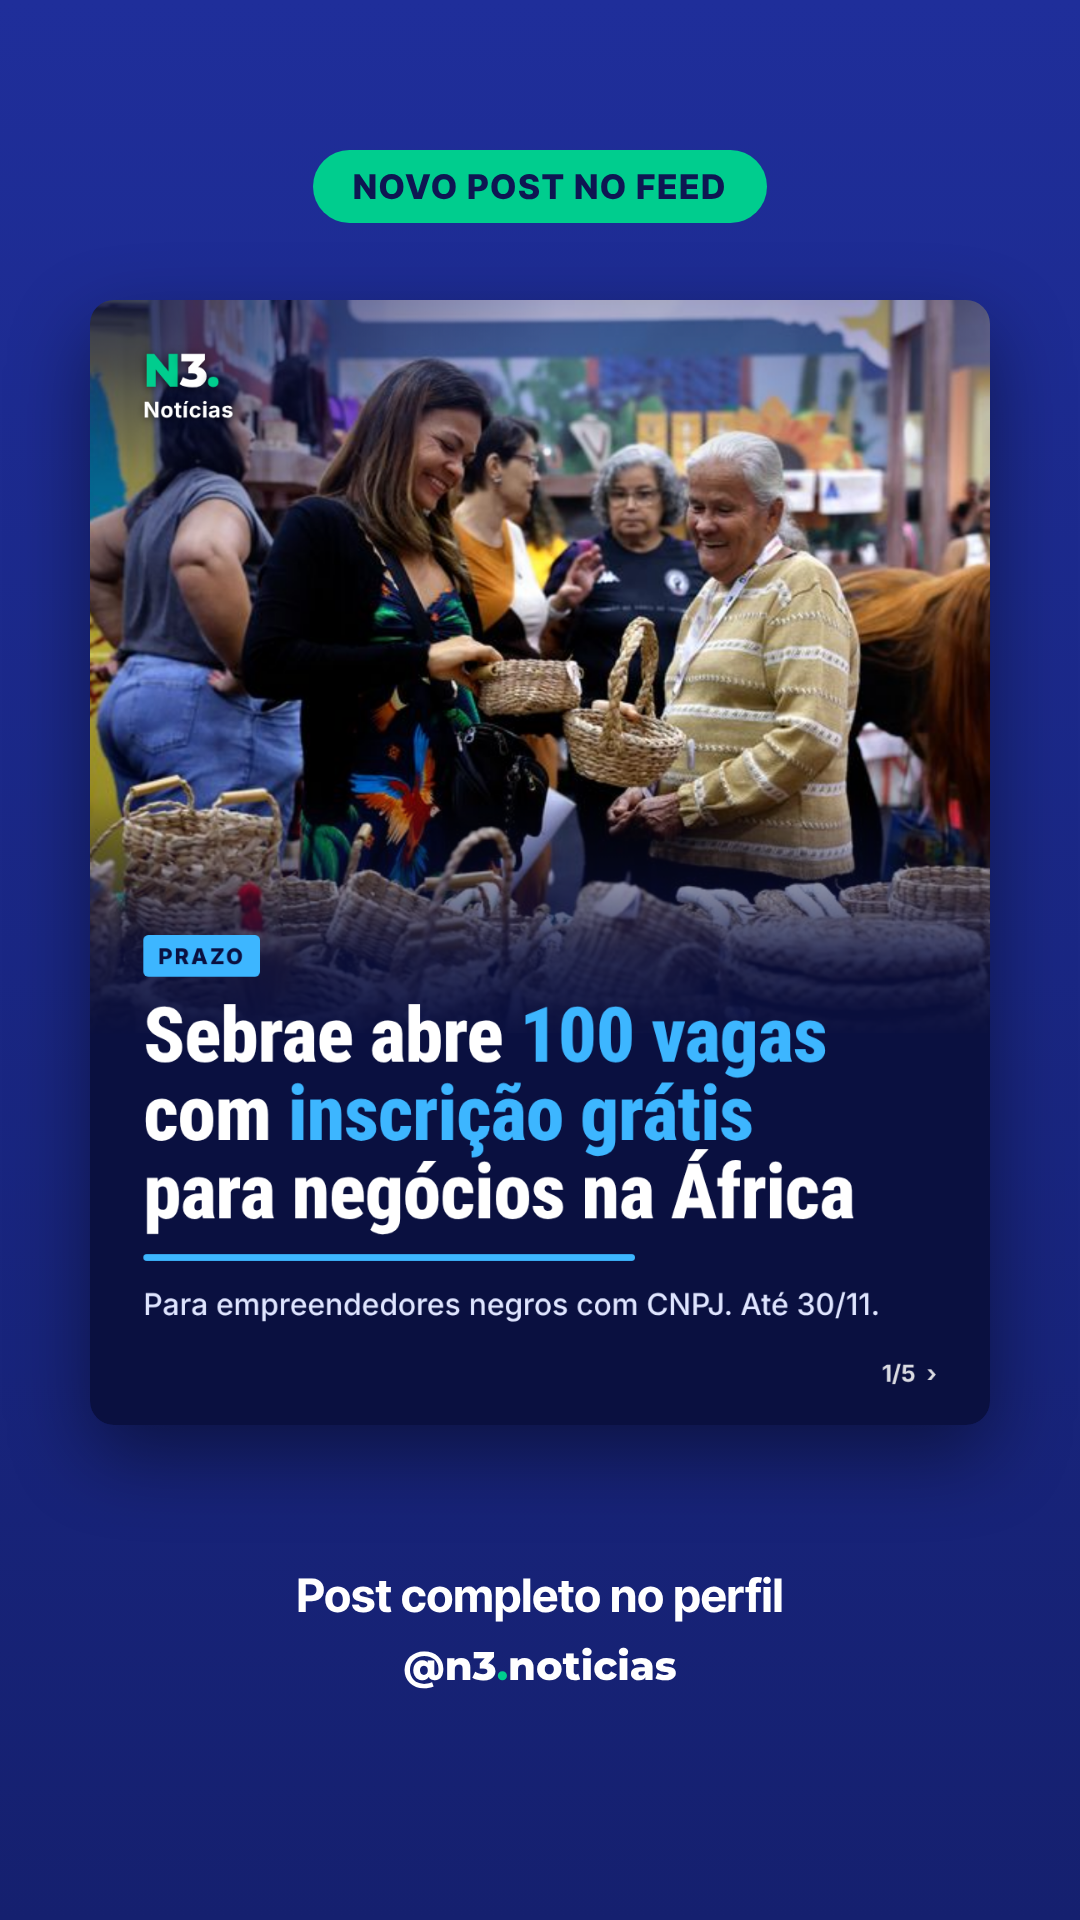 NOVO POST NO FEED
N3.
Notícias
PRAZO
Sebrae abre 100 vagas
com inscrição grátis
para negócios na África
Para empreendedores negros com CNPJ. Até 30/11.
1/5 ›
Post completo no perfil
@n3.noticias